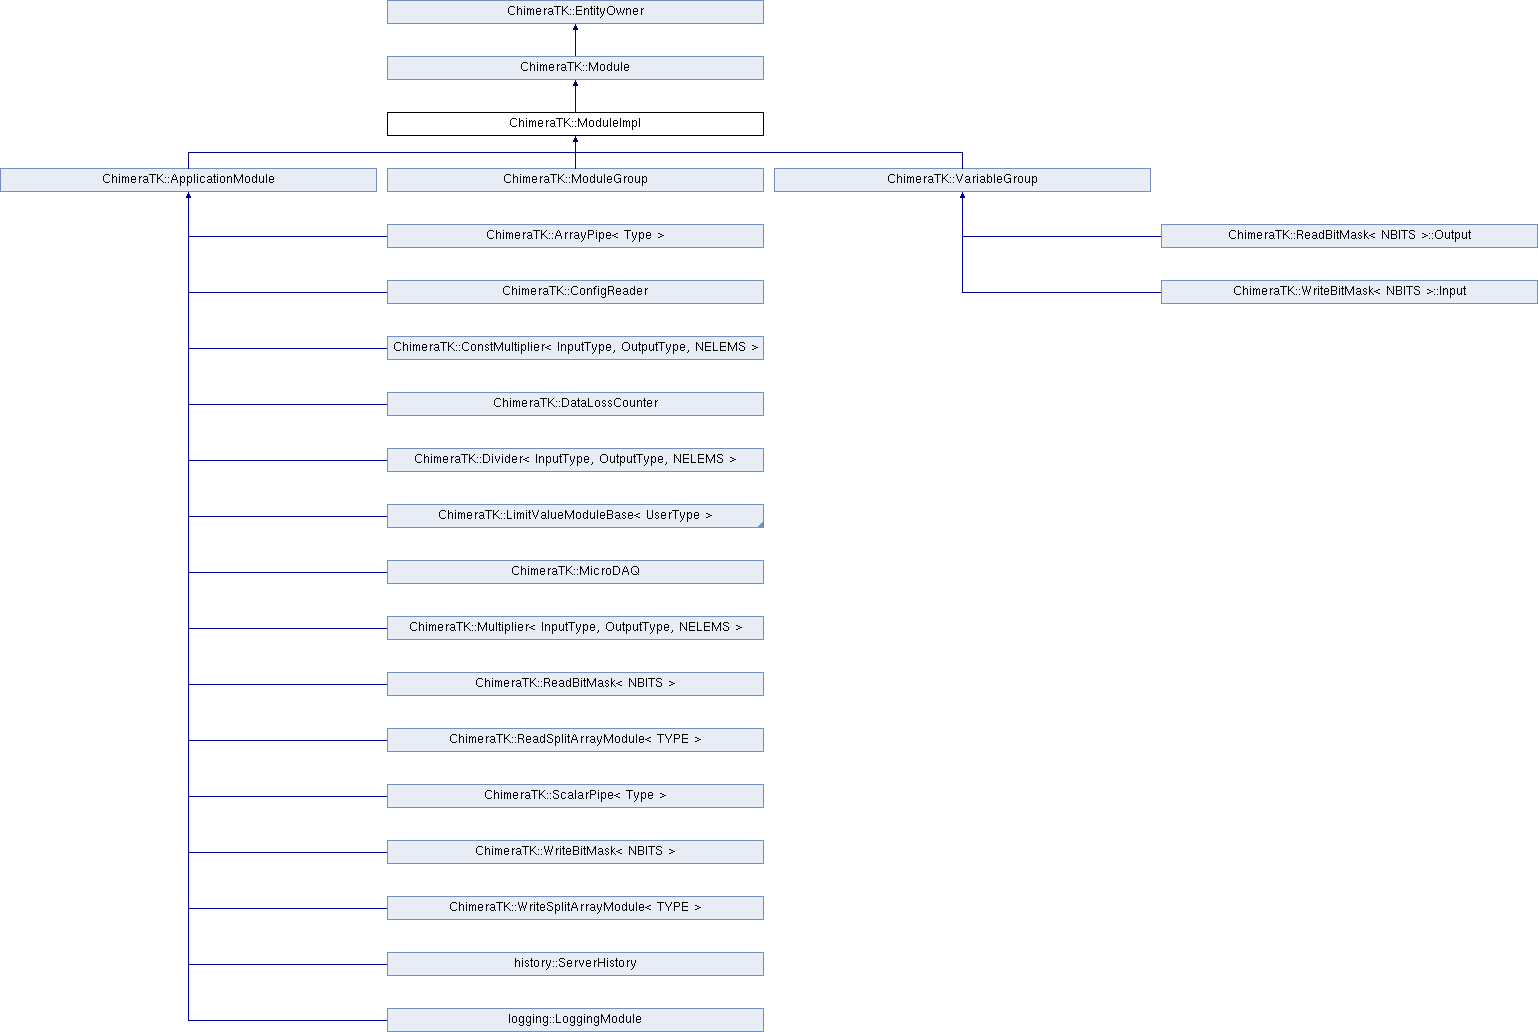 ChimeraTK::EntityOwner
ChimeraTK::Module
ChimeraTK::ModuleImpl
ChimeraTK::ApplicationModule
ChimeraTK::ModuleGroup
ChimeraTK::VariableGroup
ChimeraTK::ArrayPipe< Type >
ChimeraTK::ReadBitMask< NBITS >::Output
ChimeraTK::ConfigReader
ChimeraTK::WriteBitMask< NBITS >::Input
ChimeraTK::ConstMultiplier< InputType, OutputType, NELEMS >
ChimeraTK::DataLossCounter
ChimeraTK::Divider< InputType, OutputType, NELEMS >
ChimeraTK::LimitValueModuleBase< UserType >
ChimeraTK::MicroDAQ
ChimeraTK::Multiplier< InputType, OutputType, NELEMS >
ChimeraTK::ReadBitMask< NBITS >
ChimeraTK::ReadSplitArrayModule< TYPE >
ChimeraTK::ScalarPipe< Type >
ChimeraTK::WriteBitMask< NBITS >
ChimeraTK::WriteSplitArrayModule< TYPE >
history::ServerHistory
logging::LoggingModule